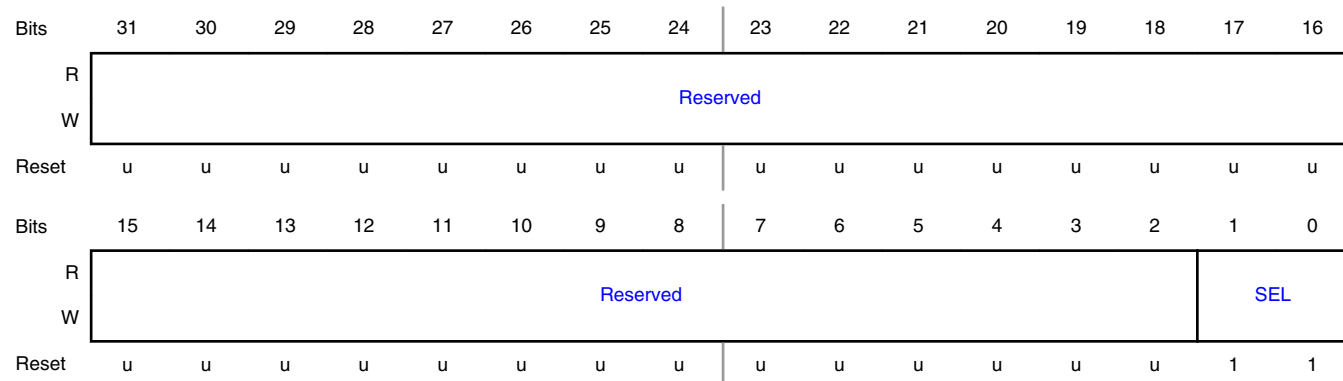 Bits 31 30 29 28 27 26 25 24 23 22 21 20 19 18 17 16
R
Reserved
W
Reset u u u u u u u u u u u u u u u u
Bits 15 14 13 12 11 10 9 8 7 6 5 4 3 2 1 0
R
Reserved SEL
W
Reset u u u u u u u u u u u u u u 1 1